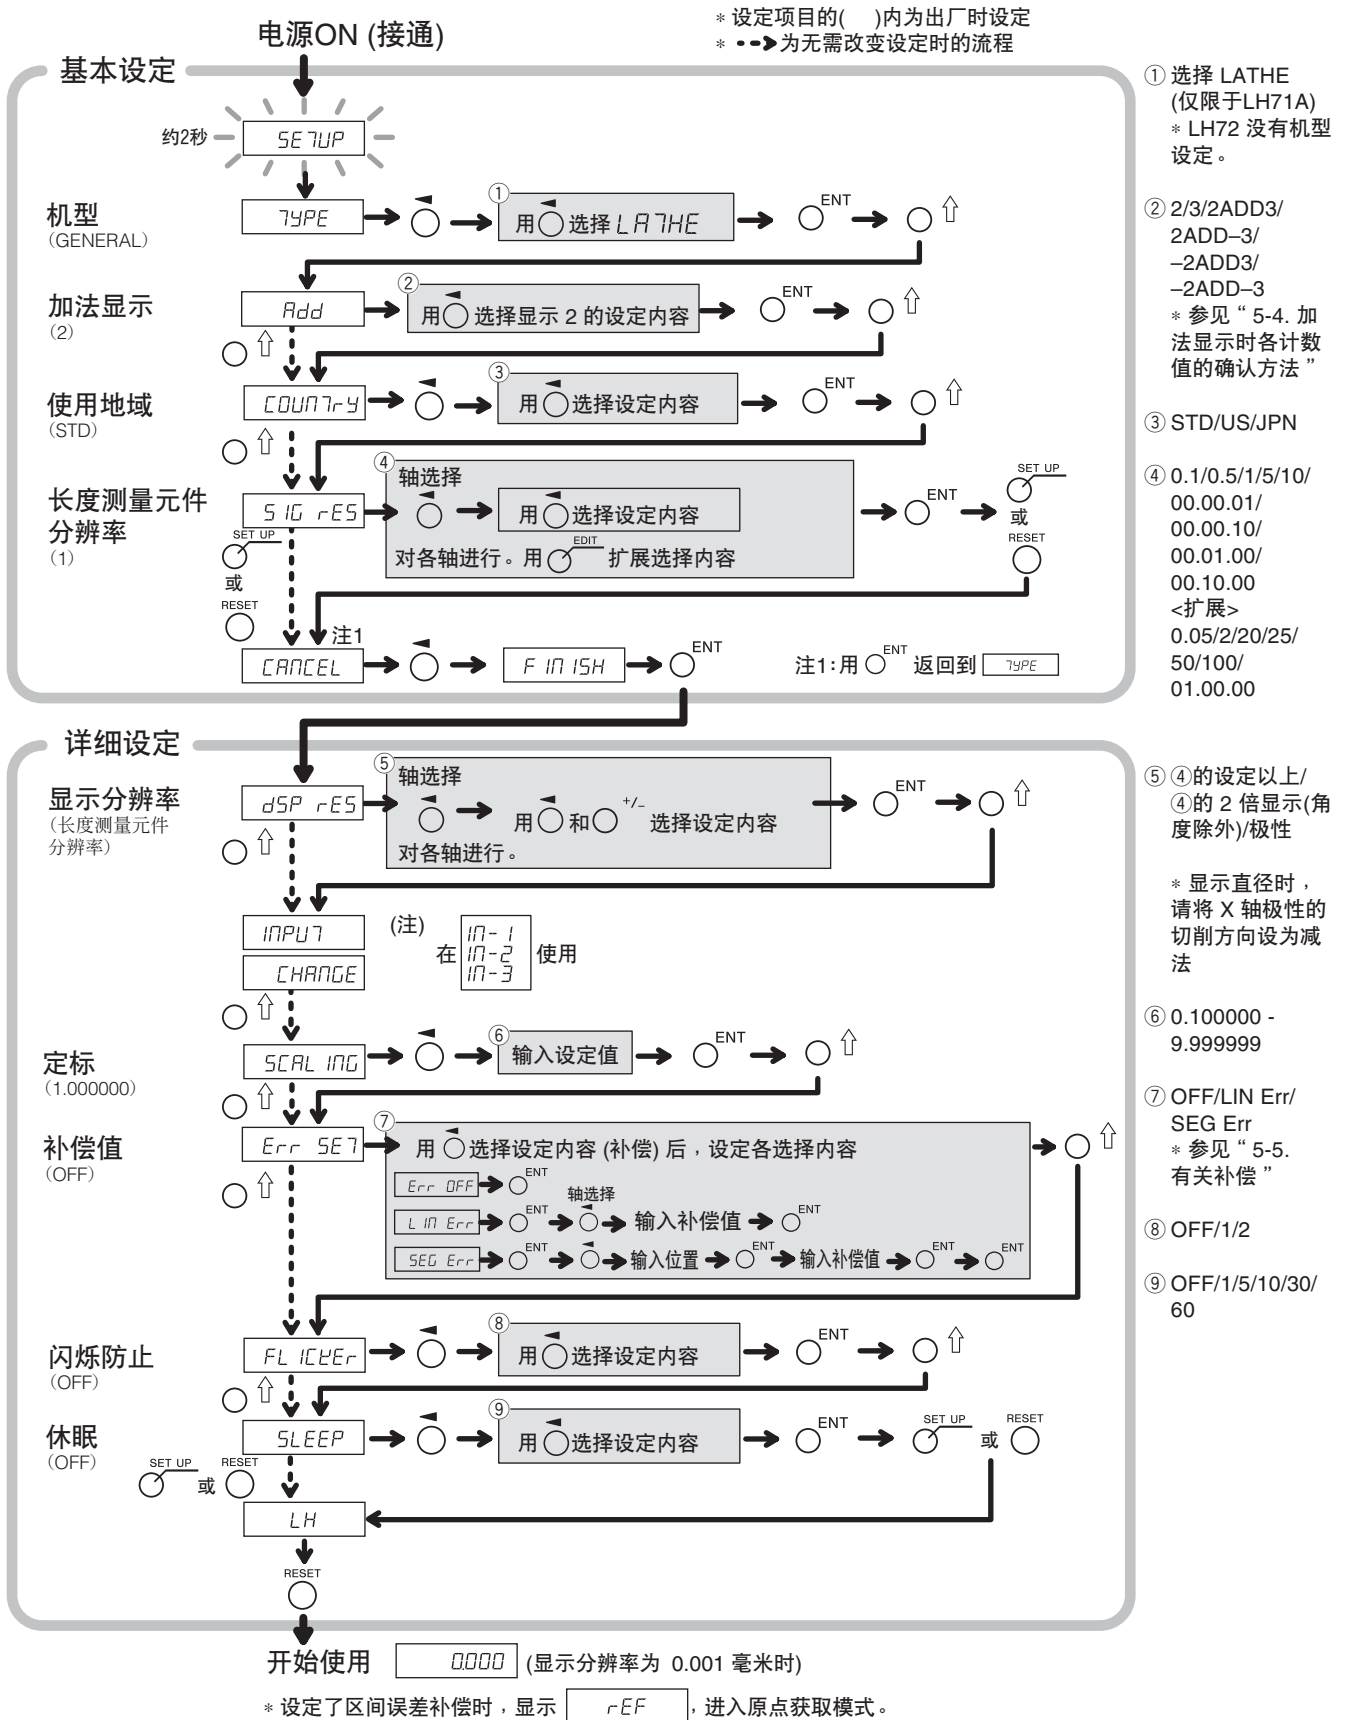 电源ON (接通)
* 设定项目的( )内为出厂时设定
* ••➔为无需改变设定时的流程
基本设定
约2秒
SETUP
机型
(GENERAL)
TYPE
①
用 选择 LATHE
ENT
加法显示
(2)
Add
②
用 选择显示 2 的设定内容
ENT
使用地域
(STD)
COUNTrY
③
用 选择设定内容
ENT
长度测量元件
分辨率
(1)
SIG rES
④
轴选择
用 选择设定内容
对各轴进行。用 EDIT 扩展选择内容
ENT
SET UP
或
RESET
SET UP
或
RESET
注1
CANCEL
FINISH
ENT
注1:用 ENT 返回到 TYPE
① 选择 LATHE
(仅限于LH71A)
* LH72 没有机型
设定。
② 2/3/2ADD3/
2ADD–3/
–2ADD3/
–2ADD–3
* 参见“ 5-4. 加
法显示时各计数
值的确认方法 ”
③ STD/US/JPN
④ 0.1/0.5/1/5/10/
00.00.01/
00.00.10/
00.01.00/
00.10.00
<扩展>
0.05/2/20/25/
50/100/
01.00.00
详细设定
显示分辨率
(长度测量元件
分辨率)
dSP rES
⑤
轴选择
用 和 +/– 选择设定内容
对各轴进行。
ENT
INPUT
CHANGE
(注)
在
IN-1
IN-2
IN-3
使用
定标
(1.000000)
SCALING
⑥
输入设定值
ENT
补偿值
(OFF)
Err SET
⑦
用 选择设定内容 (补偿) 后，设定各选择内容
Err OFF ENT
轴选择
LIN Err ENT 输入补偿值 ENT
SEG Err ENT 输入位置 ENT 输入补偿值 ENT ENT
闪烁防止
(OFF)
FLICKEr
⑧
用 选择设定内容
ENT
休眠
(OFF)
SLEEP
⑨
用 选择设定内容
ENT
SET UP 或 RESET
SET UP 或 RESET
LH
RESET
⑤ ④的设定以上/
④的 2 倍显示(角
度除外)/极性
* 显示直径时，
请将 X 轴极性的
切削方向设为减
法
⑥ 0.100000 -
9.999999
⑦ OFF/LIN Err/
SEG Err
* 参见“ 5-5.
有关补偿 ”
⑧ OFF/1/2
⑨ OFF/1/5/10/30/
60
开始使用 0.000 (显示分辨率为 0.001 毫米时)
* 设定了区间误差补偿时，显示 rEF ，进入原点获取模式。